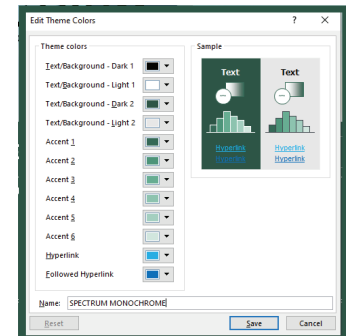 Edit Theme Colors
?
Theme colors
Text/Background - Dark 1
Text/Background - Light 1
Text/Background - Dark 2
Text/Background - Light 2
Accent 1
Accent 2
Accent 3
Accent 4
Accent 5
Accent 6
Hyperlink
Followed Hyperlink
Sample
Text Text
Hyperlink Hyperlink
Hyperlink Hyperlink
Name: SPECTRUM MONOCHROME
Reset Save Cancel